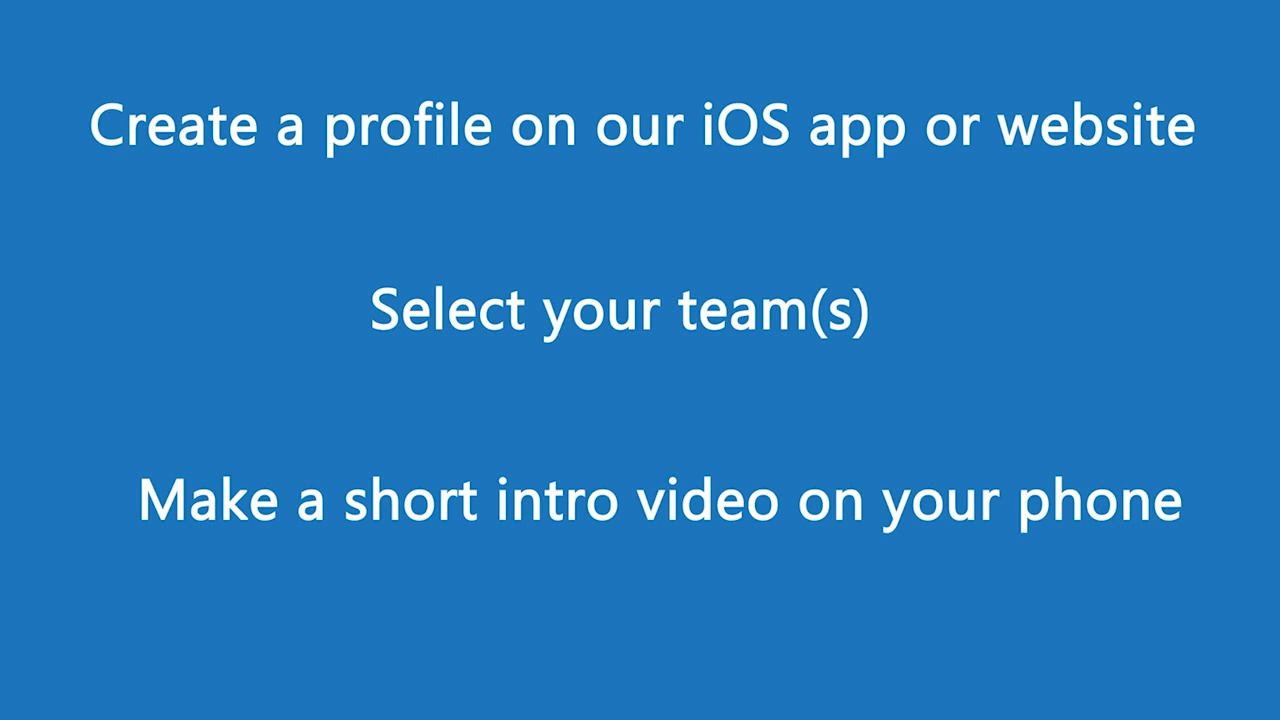 Create a profile on our iOS app or website
Select your team(s)
Make a short intro video on your phone